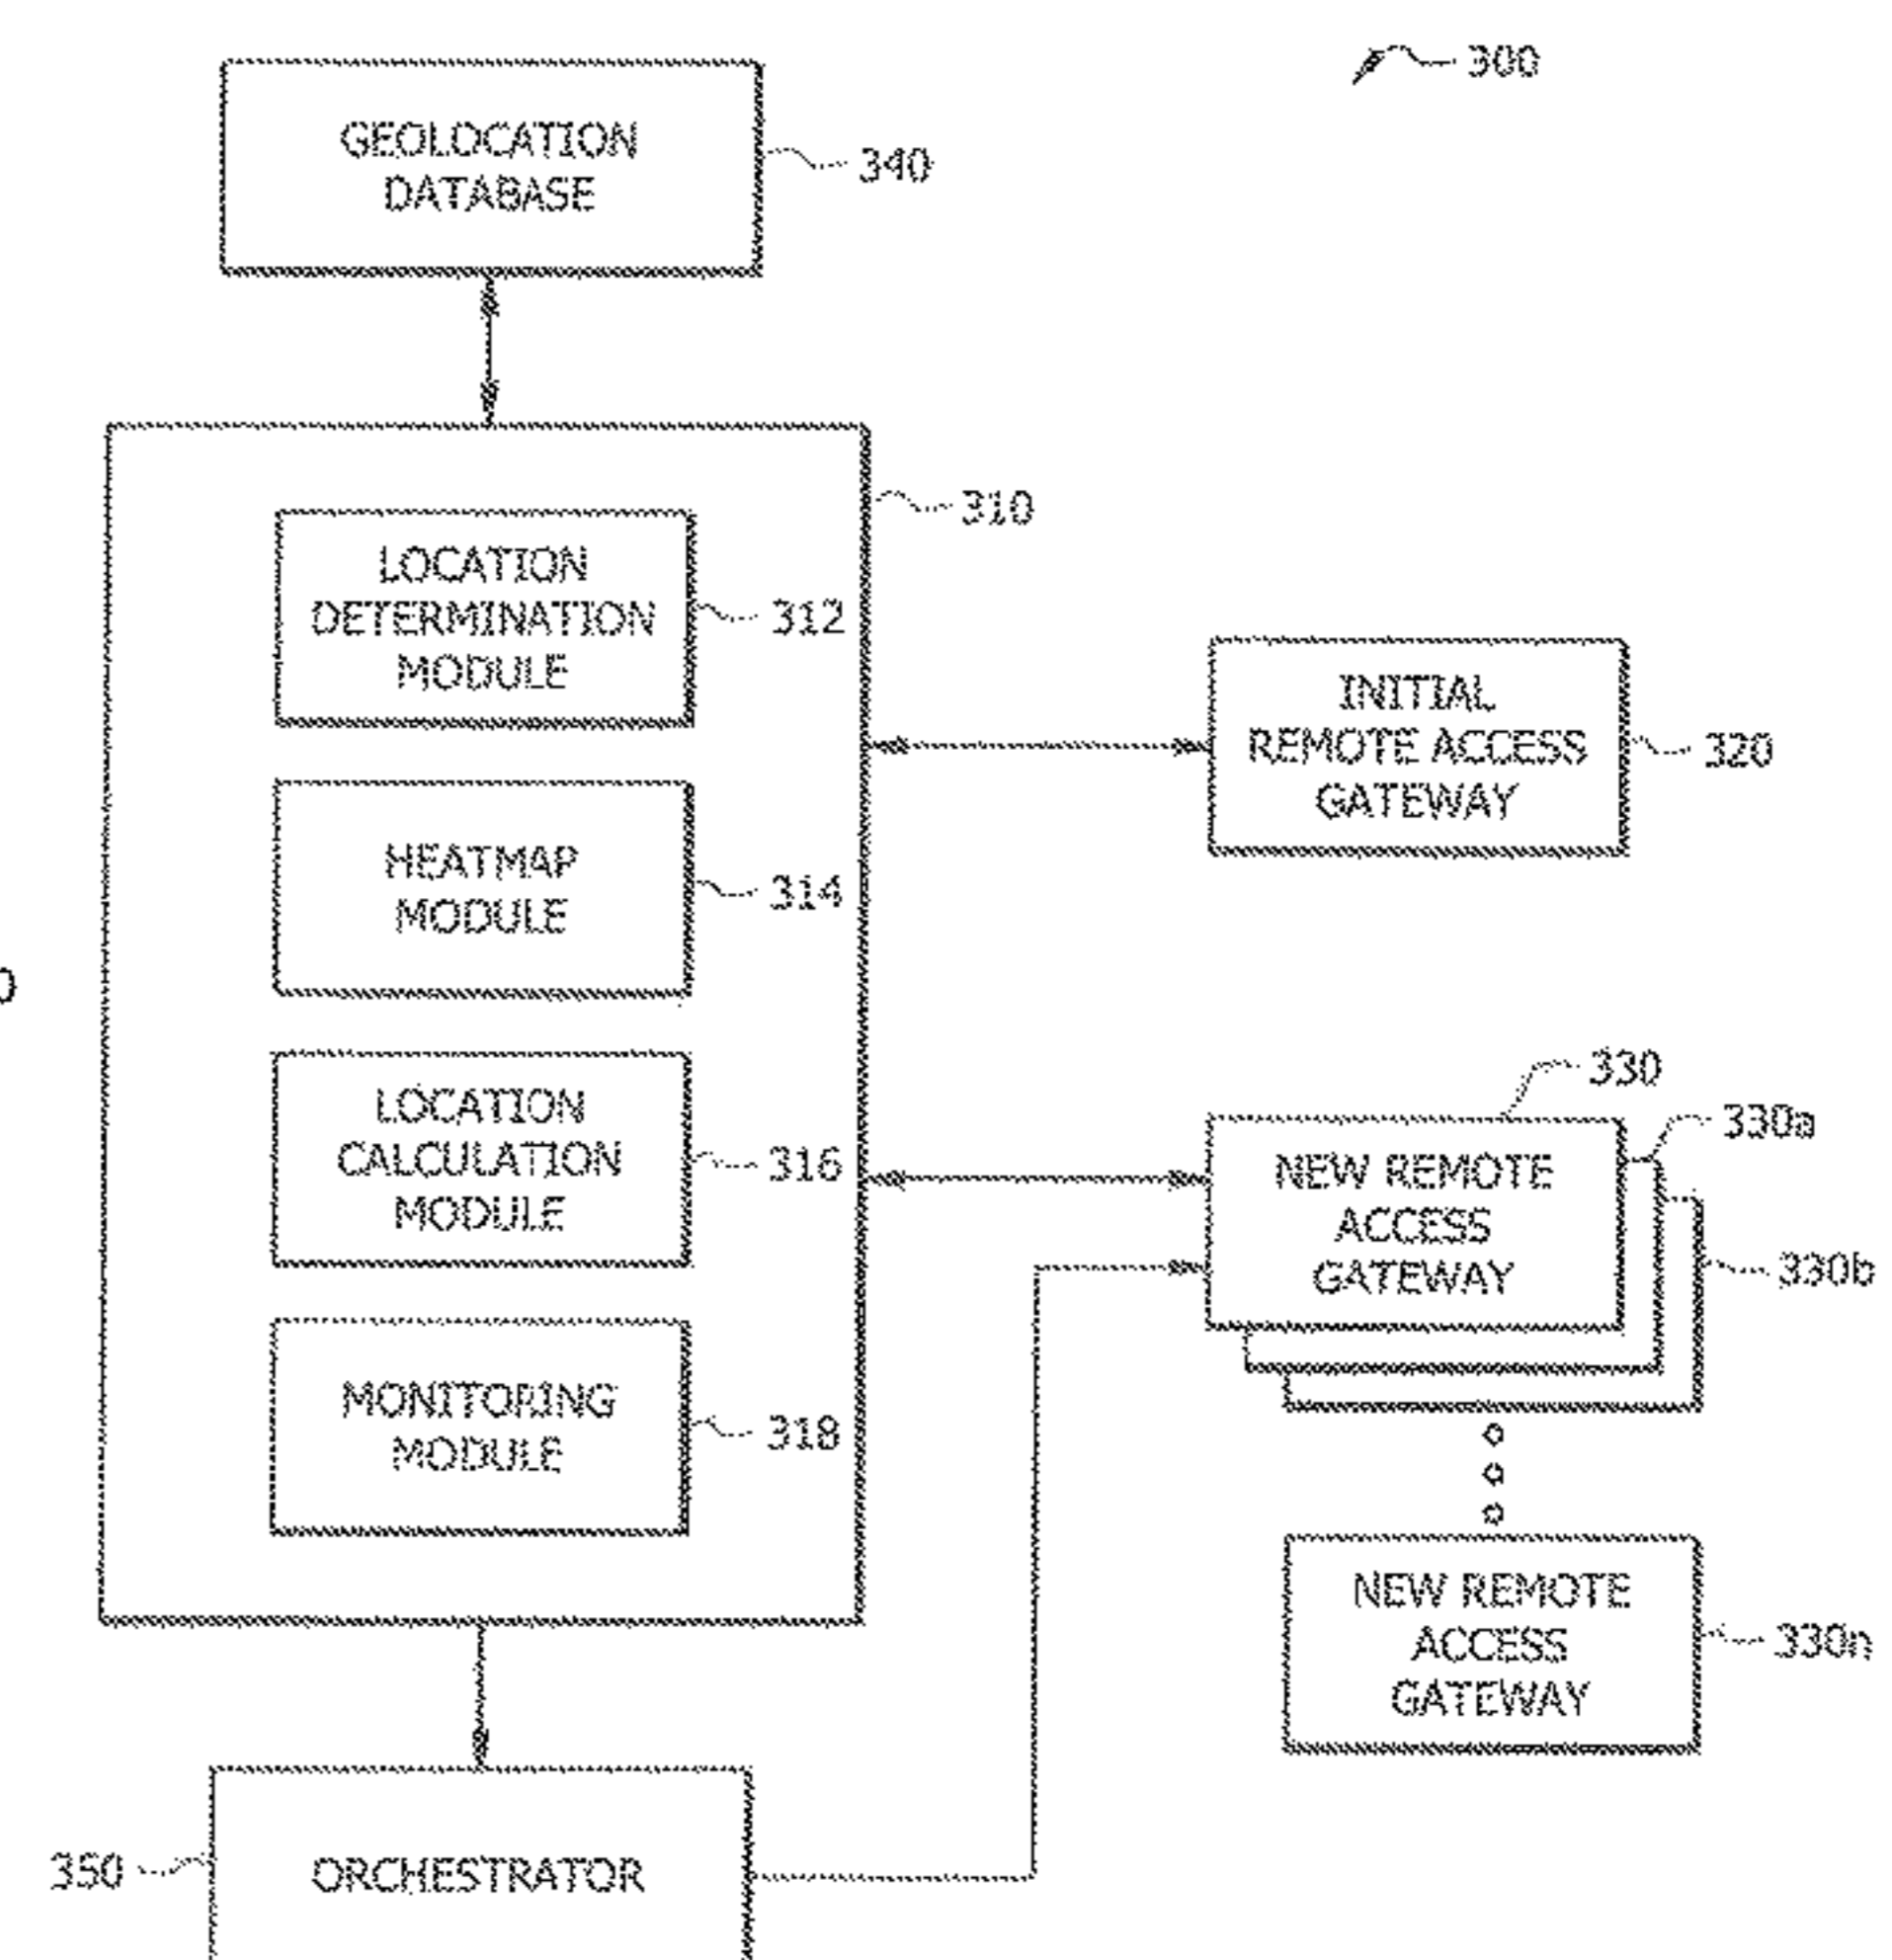 300
GEOLOCATION
DATABASE
340
310
LOCATION
DETERMINATION
MODULE
312
INITIAL
REMOTE ACCESS
GATEWAY
320
HEATMAP
MODULE
314
LOCATION
CALCULATION
MODULE
316
330
330a
NEW REMOTE
ACCESS
GATEWAY
330b
MONITORING
MODULE
318
NEW REMOTE
ACCESS
GATEWAY
330n
350
ORCHESTRATOR